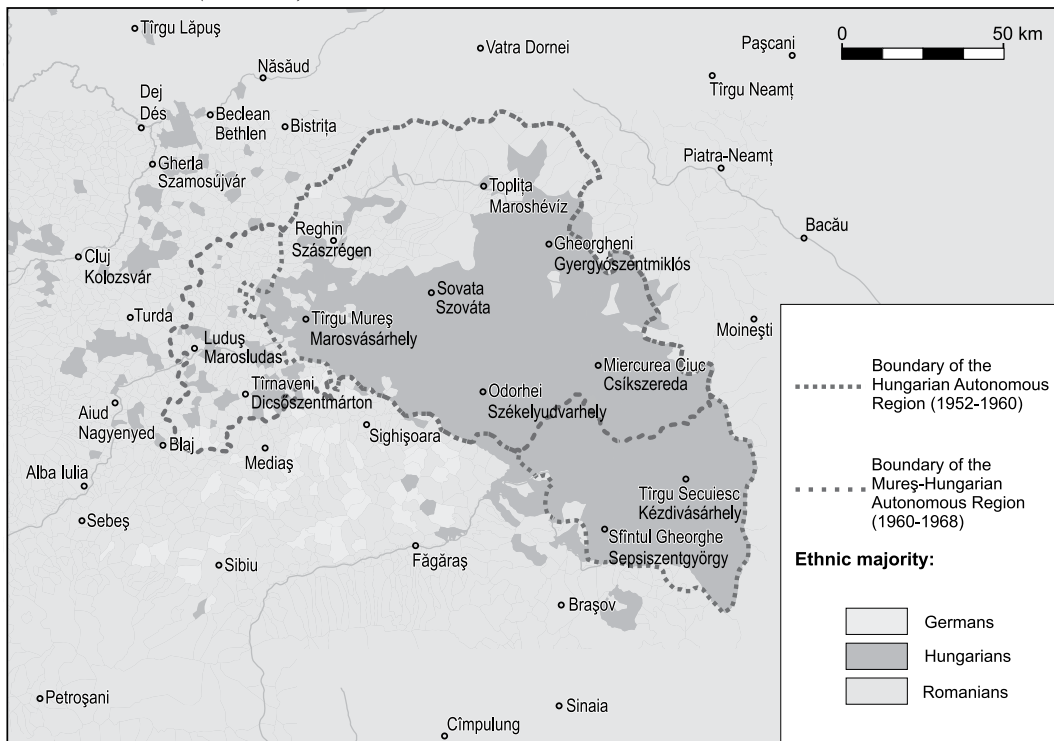 Tîrgu Lăpuş
Vatra Dornei
Paşcani
0
50 km
Năsăud
Tîrgu Neamţ
Dej
Dés
Beclean
Bethlen
Bistriţa
Gherla
Szamosújvár
Piatra-Neamţ
Topliţa
Maroshévíz
Reghin
Szászrégen
Gheorgheni
Gyergyoszentmiklós
Bacău
Cluj
Kolozsvár
Sovata
Szováta
Turda
Tîrgu Mureş
Marosvásárhely
Moineşti
Luduş
Marosludas
Miercurea Ciuc
Csíkszereda
Tîrnaveni
Dicsőszentmárton
Odorhei
Székelyudvarhely
Aiud
Nagyenyed
Sighişoara
Blaj
Mediaş
Alba Iulia
Tîrgu Secuiesc
Kézdivásárhely
Sebeş
Sfîntul Gheorghe
Sepsiszentgyörgy
Sibiu
Făgăraş
Braşov
Petroşani
Sinaia
Cîmpulung
Boundary of the
Hungarian Autonomous
Region (1952-1960)
Boundary of the
Mureş-Hungarian
Autonomous Region
(1960-1968)
Ethnic majority:
Germans
Hungarians
Romanians